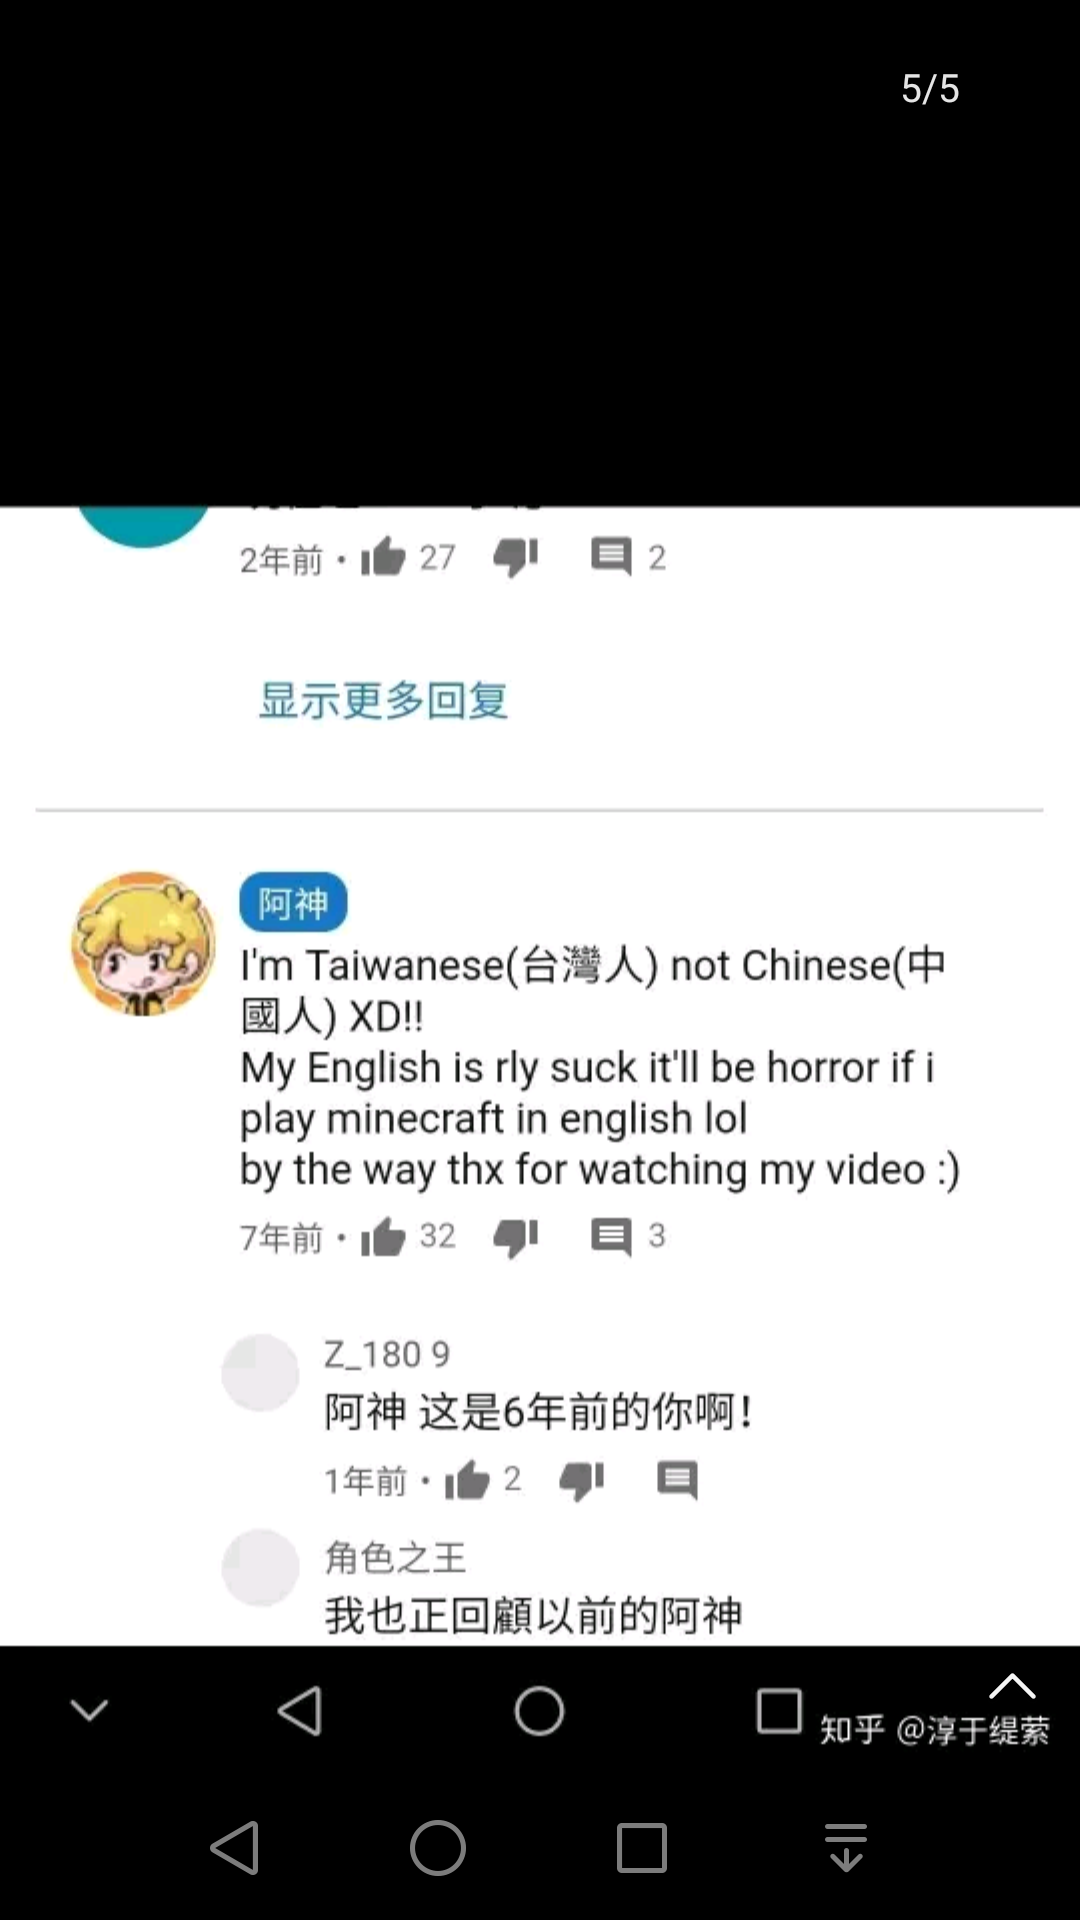 5/5
2年前 · 27 2
显示更多回复
阿神
I'm Taiwanese(台灣人) not Chinese(中
國人) XD!!
My English is rly suck it'll be horror if i
play minecraft in english lol
by the way thx for watching my video :)
7年前 · 32 3
Z_180 9
阿神 这是6年前的你啊!
1年前 · 2
角色之王
我也正回顧以前的阿神
知乎 @淳于缇萦